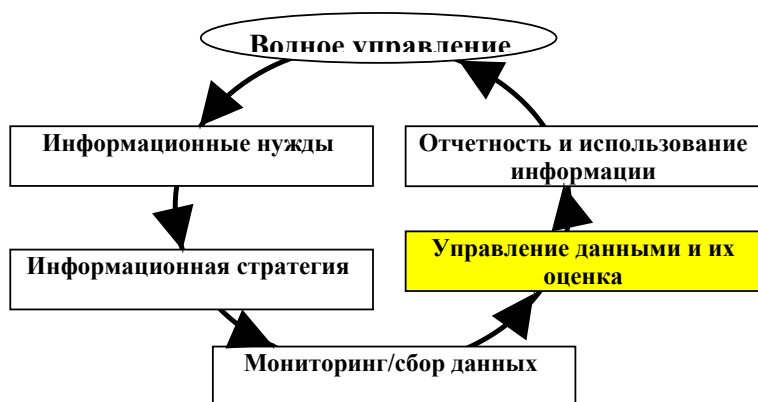 Водное управление
Информационные нужды
Отчетность и использование
информации
Информационная стратегия
Управление данными и их
оценка
Мониторинг/сбор данных